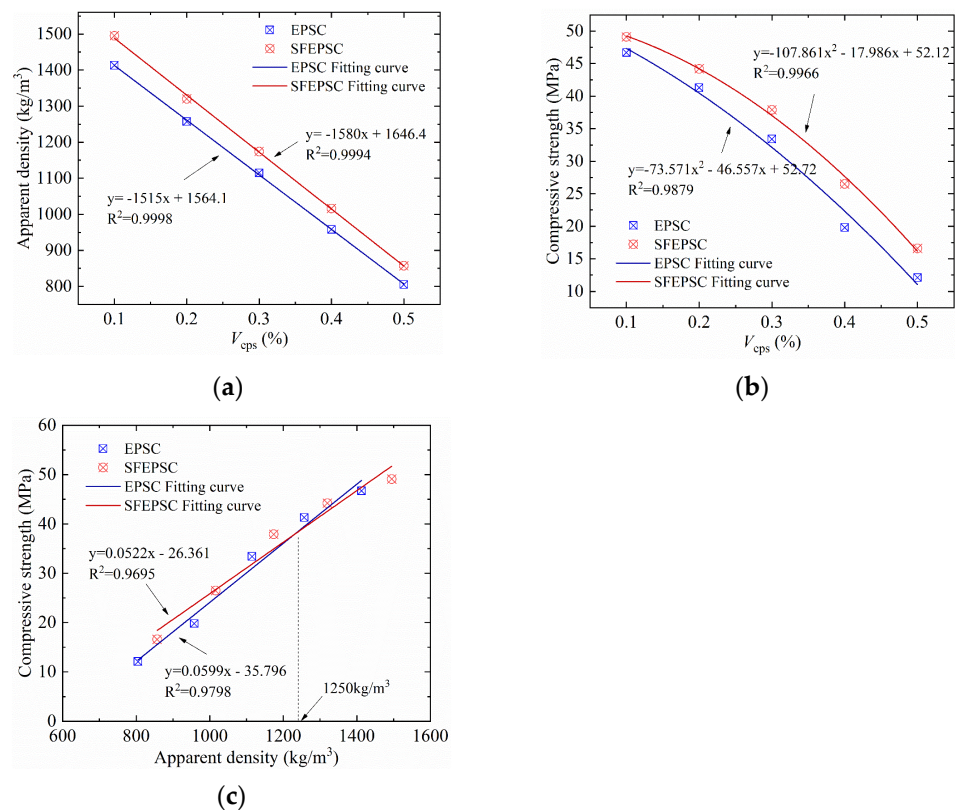 1500
1400
1300
1200
1100
1000
900
800
Apparent density (kg/m³)
EPSC
SFEPSC
EPSC Fitting curve
SFEPSC Fitting curve
y= -1580x + 1646.4
R²=0.9994
y= -1515x + 1564.1
R²=0.9998
0.1 0.2 0.3 0.4 0.5
Vcps (%)
(a)
50
45
40
35
30
25
20
15
10
Compressive strength (MPa)
y=-107.861x² - 17.986x + 52.12
R²=0.9966
y=-73.571x² - 46.557x + 52.72
R²=0.9879
EPSC
SFEPSC
EPSC Fitting curve
SFEPSC Fitting curve
0.1 0.2 0.3 0.4 0.5
Vcps (%)
(b)
60
50
40
30
20
10
0
Compressive strength (MPa)
EPSC
SFEPSC
EPSC Fitting curve
SFEPSC Fitting curve
y=0.0522x - 26.361
R²=0.9695
y=0.0599x - 35.796
R²=0.9798
1250kg/m³
600 800 1000 1200 1400 1600
Apparent density (kg/m³)
(c)